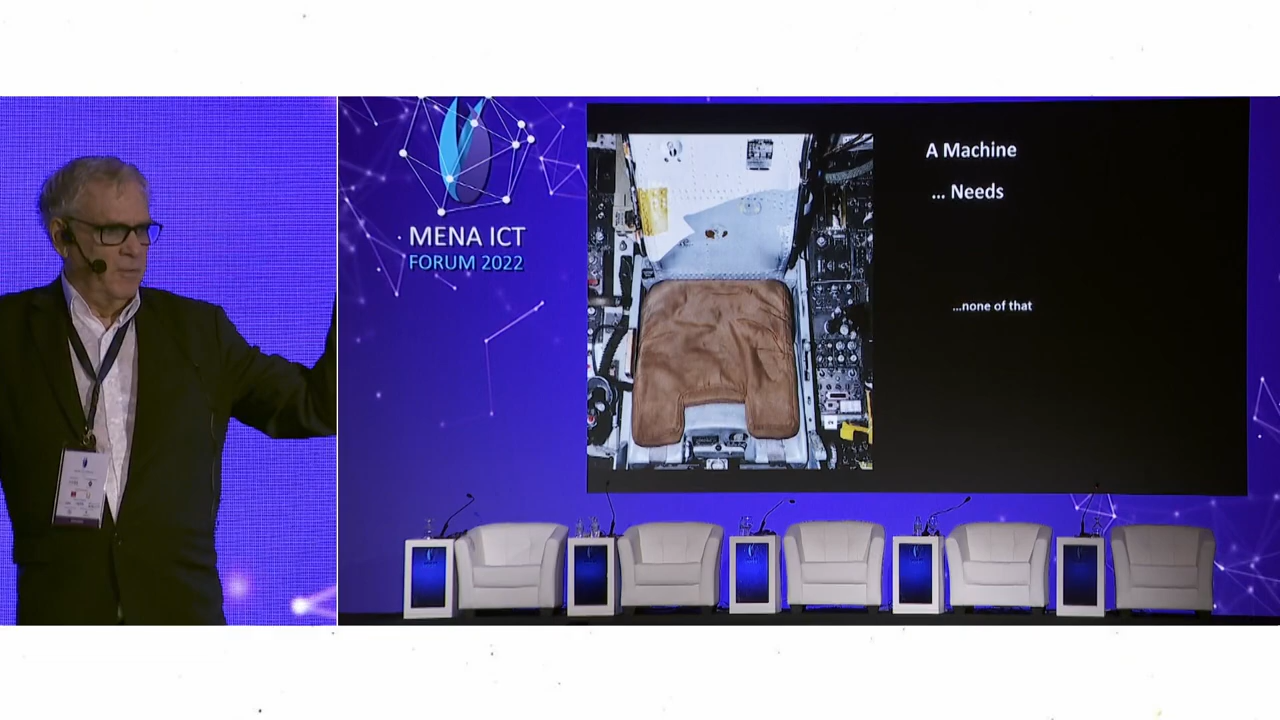 MENA ICT
FORUM 2022
A Machine
... Needs
...none of that